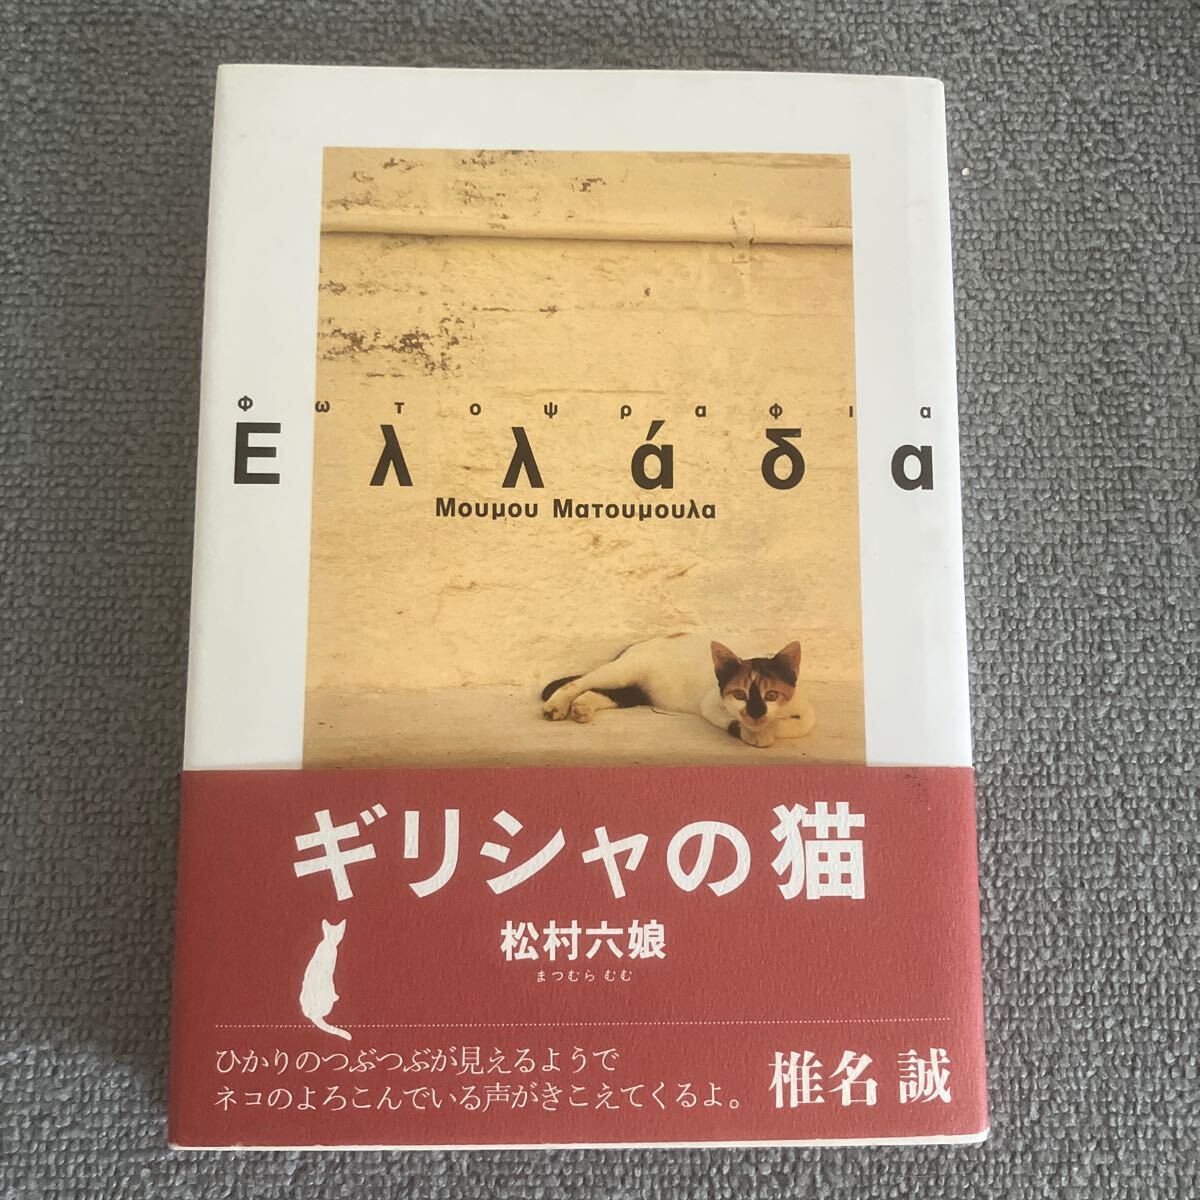 Φωτοψραφια
Ελλάδα
Μουμου Ματουμουλα
ギリシャの猫
松村六娘
まつむら むむ
ひかりのつぶつぶが見えるようで
ネコのよろこんでいる声がきこえてくるよ。
椎名 誠